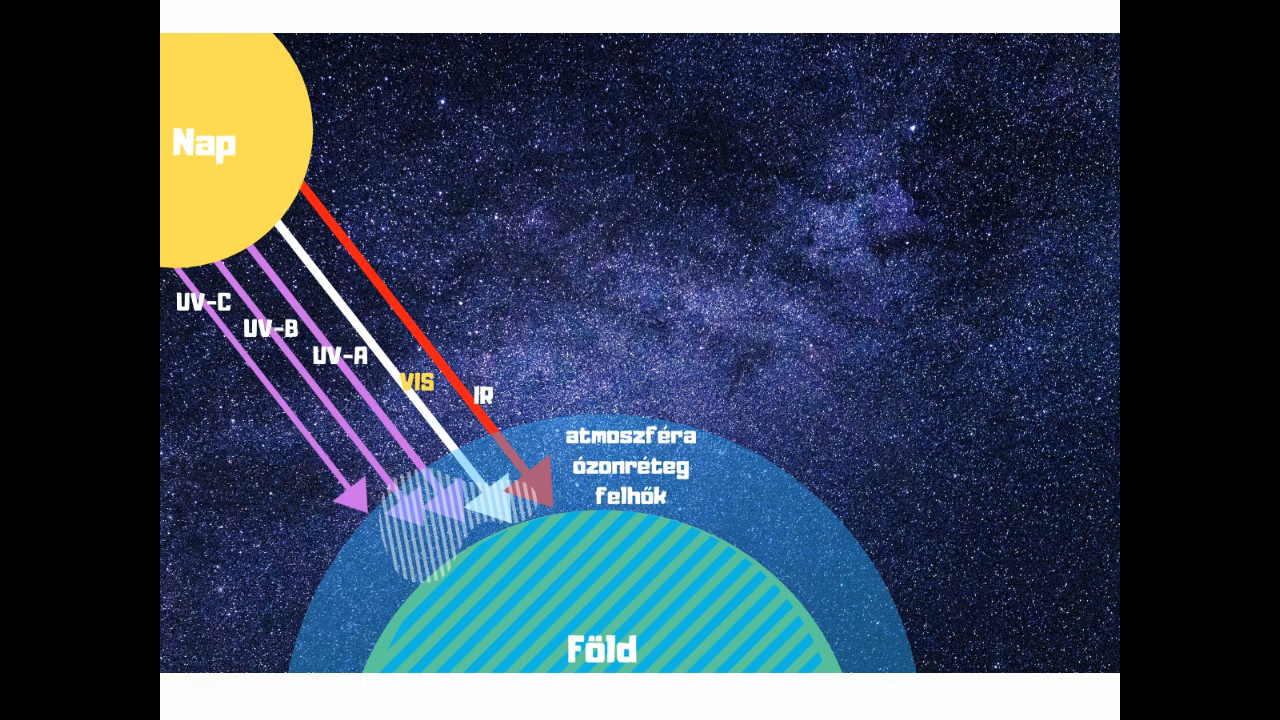 Nap
UV-C
UV-B
UV-A
VIS
IR
atmoszféra
ózonréteg
felhők
Föld